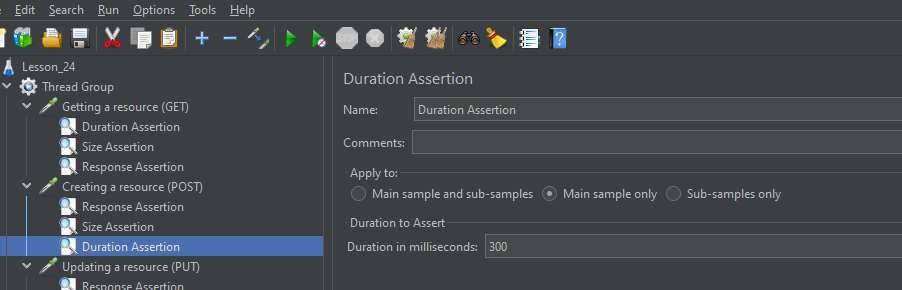 Edit Search Run Options Tools Help
STOP
Lesson_24
Thread Group
Getting a resource (GET)
Duration Assertion
Size Assertion
Response Assertion
Creating a resource (POST)
Response Assertion
Size Assertion
Duration Assertion
Updating a resource (PUT)
Response Assertion
Duration Assertion
Name: Duration Assertion
Comments:
Apply to:
Main sample and sub-samples Main sample only Sub-samples only
Duration to Assert
Duration in milliseconds: 300